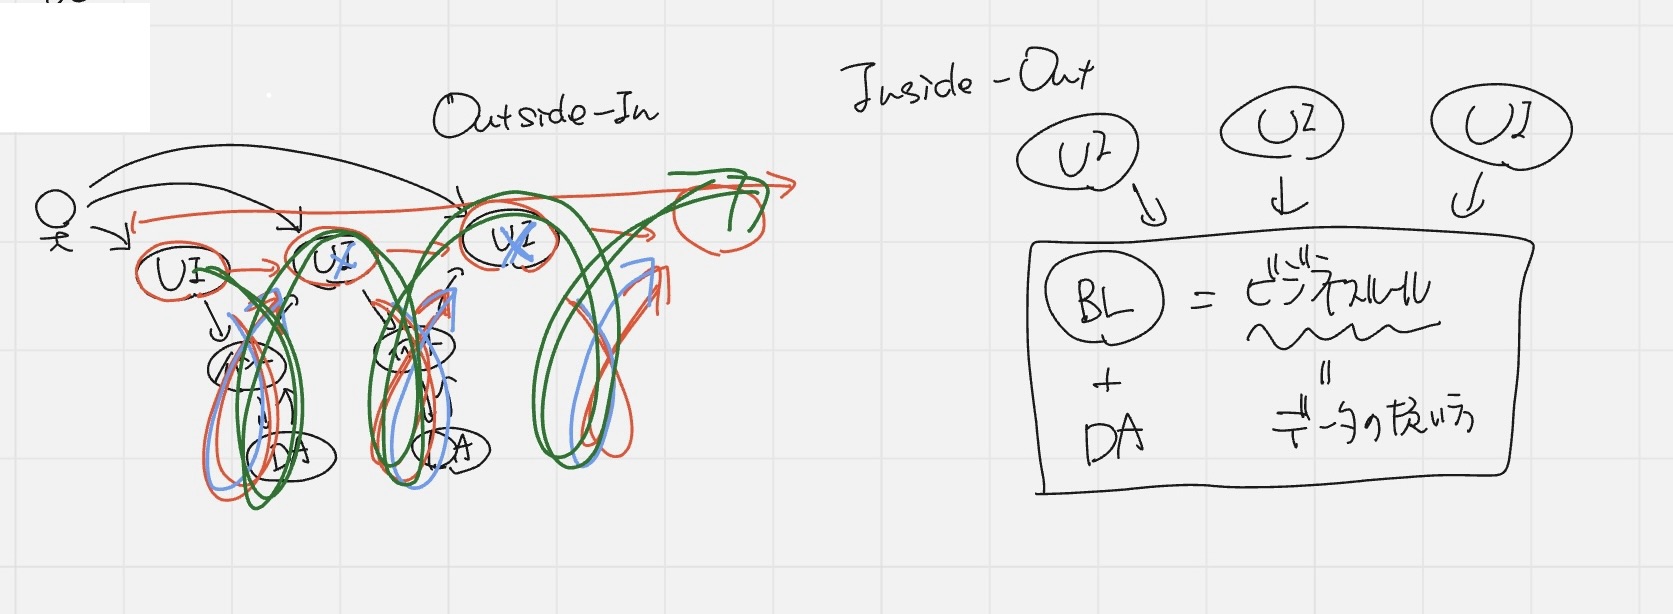 Outside-In
UI
UI
UI
DA
DA
Inside-Out
UI
UI
UI
BL = ビジネスルール
+
DA
||
データの扱い方